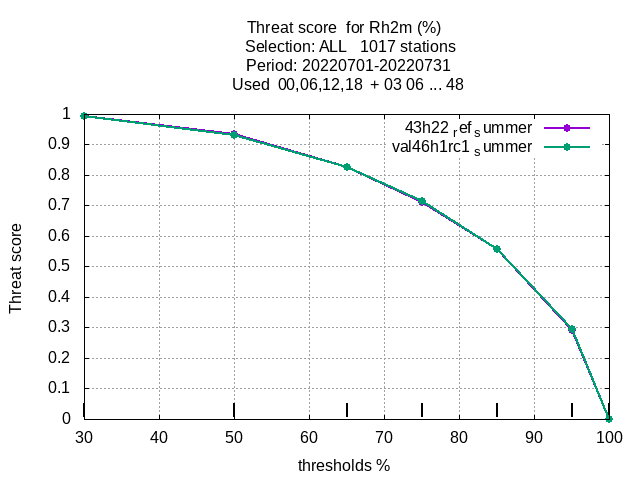 Threat score for Rh2m (%)
Selection: ALL 1017 stations
Period: 20220701-20220731
Used 00,06,12,18 + 03 06 ... 48
43h22 ref summer
val46h1rc1 summer
1
0.9
0.8
0.7
0.6
0.5
0.4
0.3
0.2
0.1
0
Threat score
30 40 50 60 70 80 90 100
thresholds %